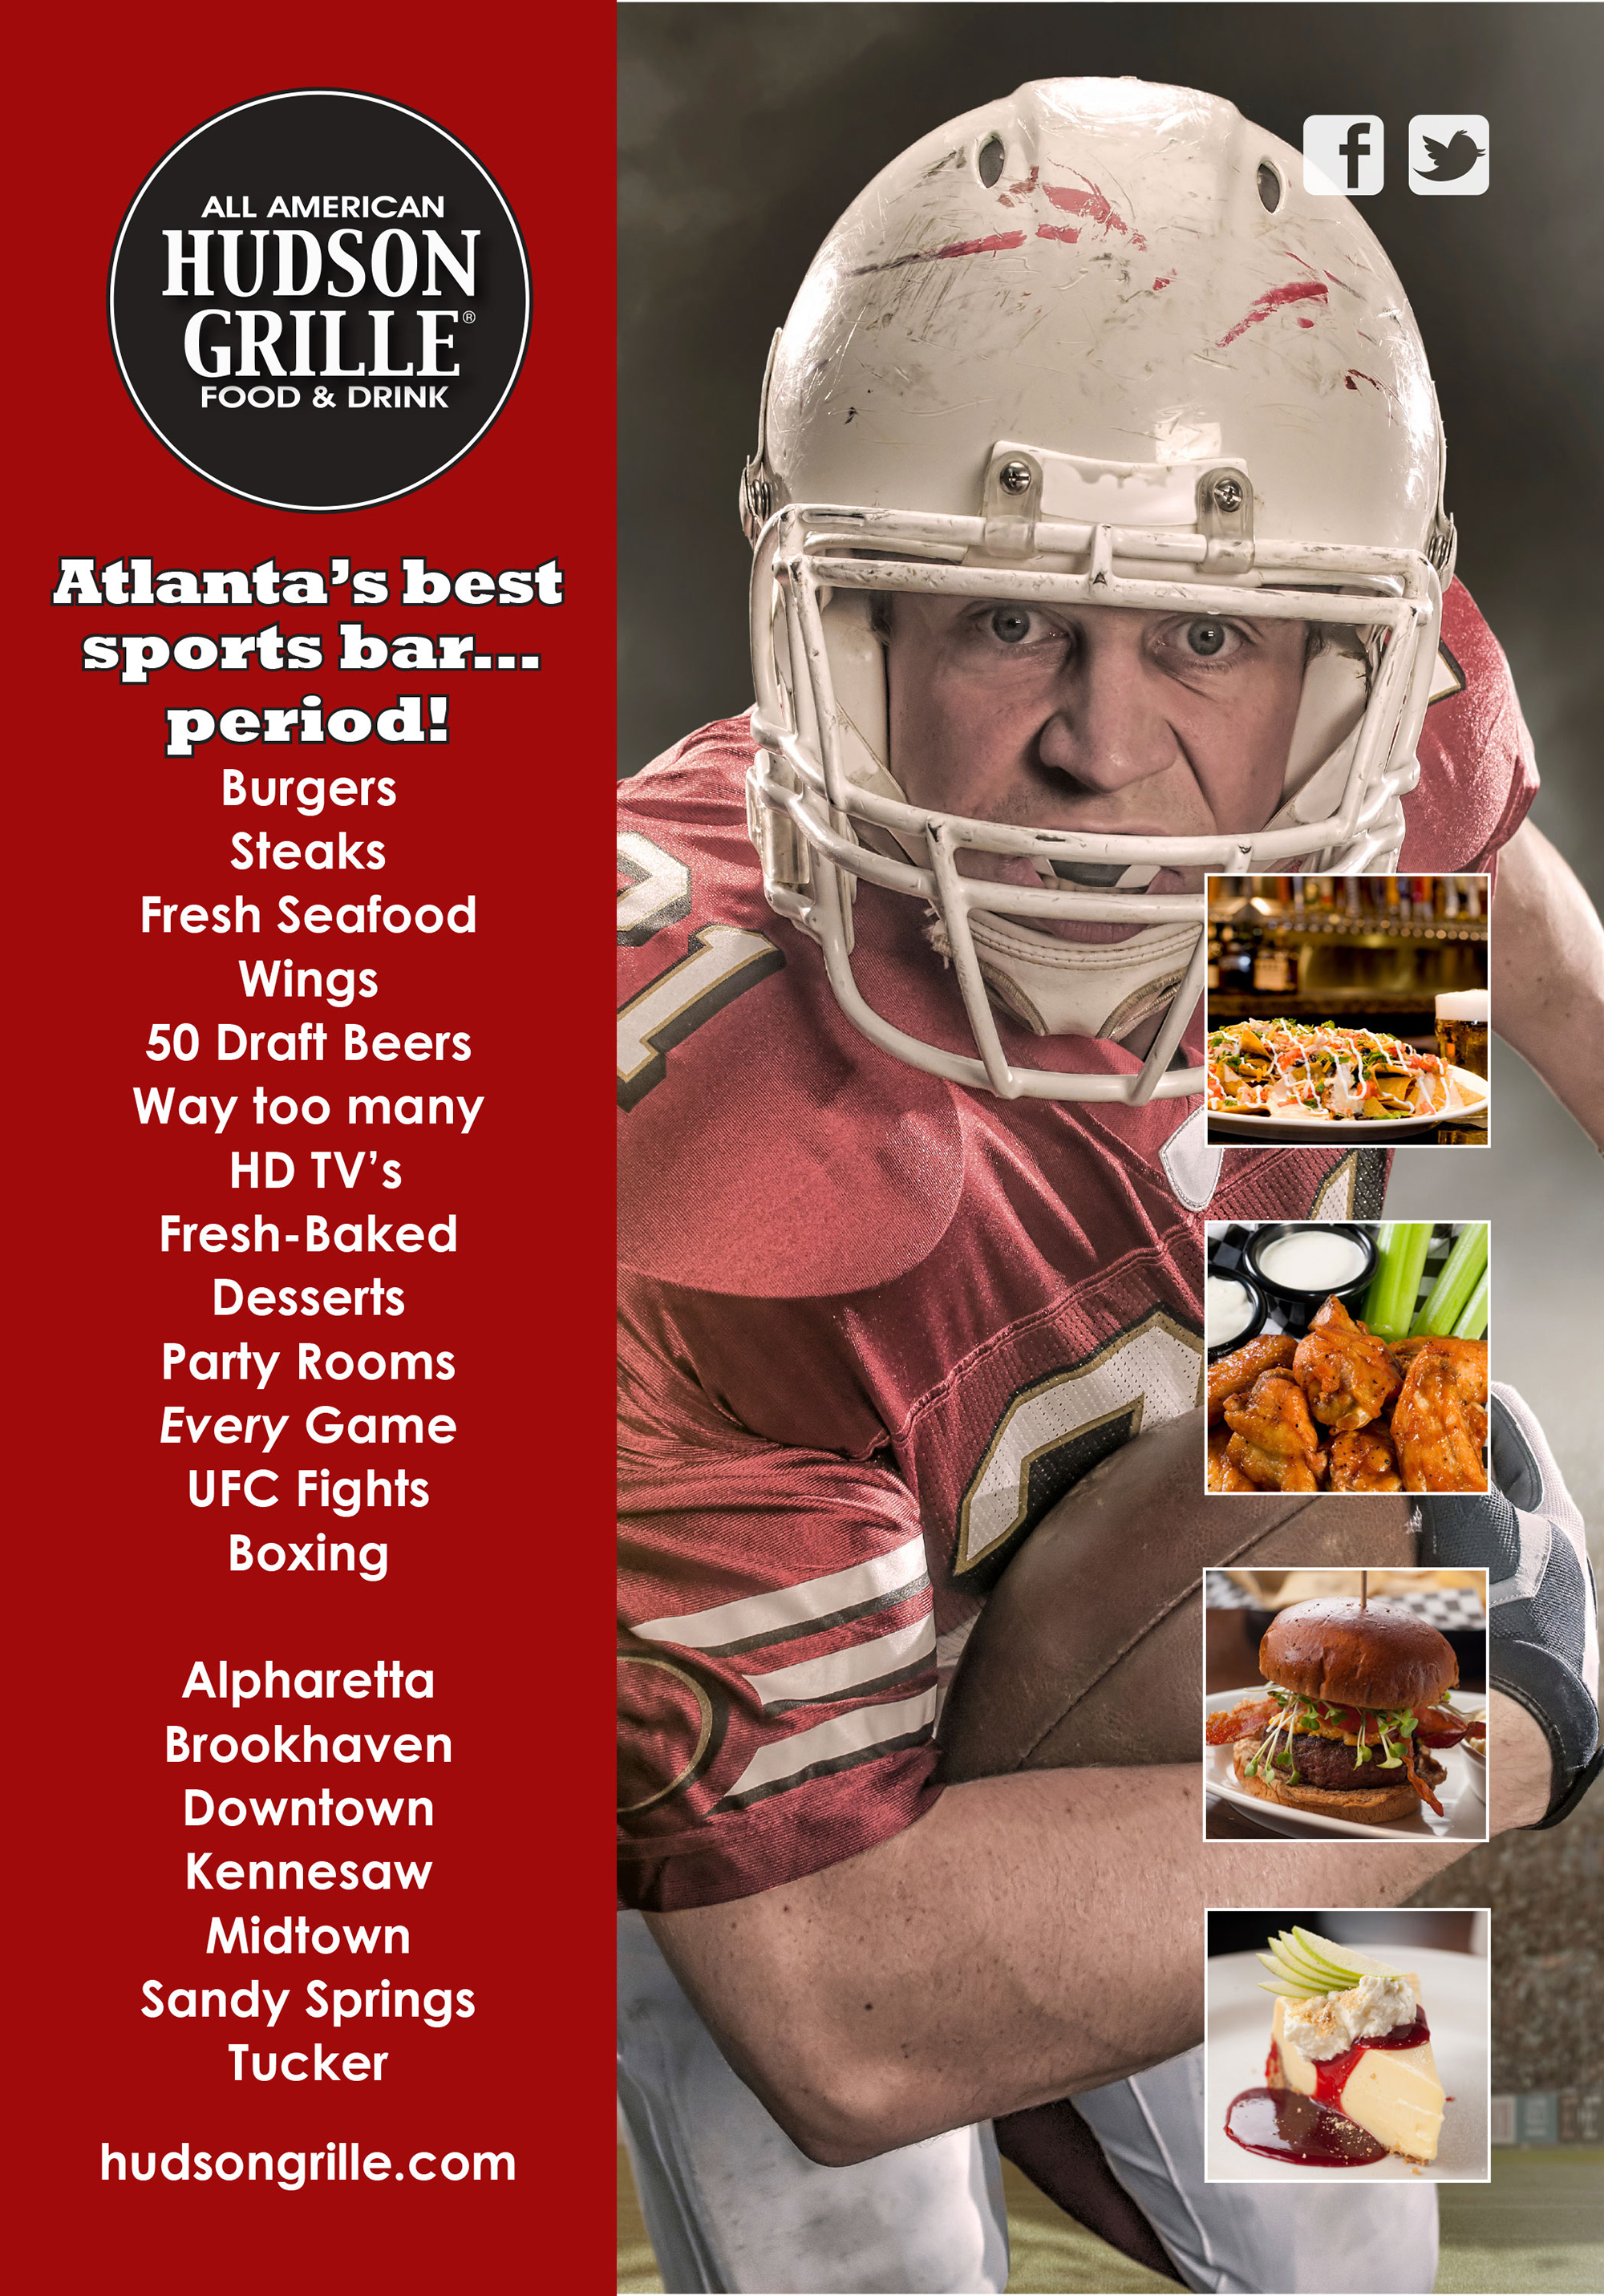 ALL AMERICAN
HUDSON
GRILLE®
FOOD & DRINK
Atlanta's best
sports bar...
period!
Burgers
Steaks
Fresh Seafood
Wings
50 Draft Beers
Way too many
HD TV's
Fresh-Baked
Desserts
Party Rooms
Every Game
UFC Fights
Boxing
Alpharetta
Brookhaven
Downtown
Kennesaw
Midtown
Sandy Springs
Tucker
hudsongrille.com